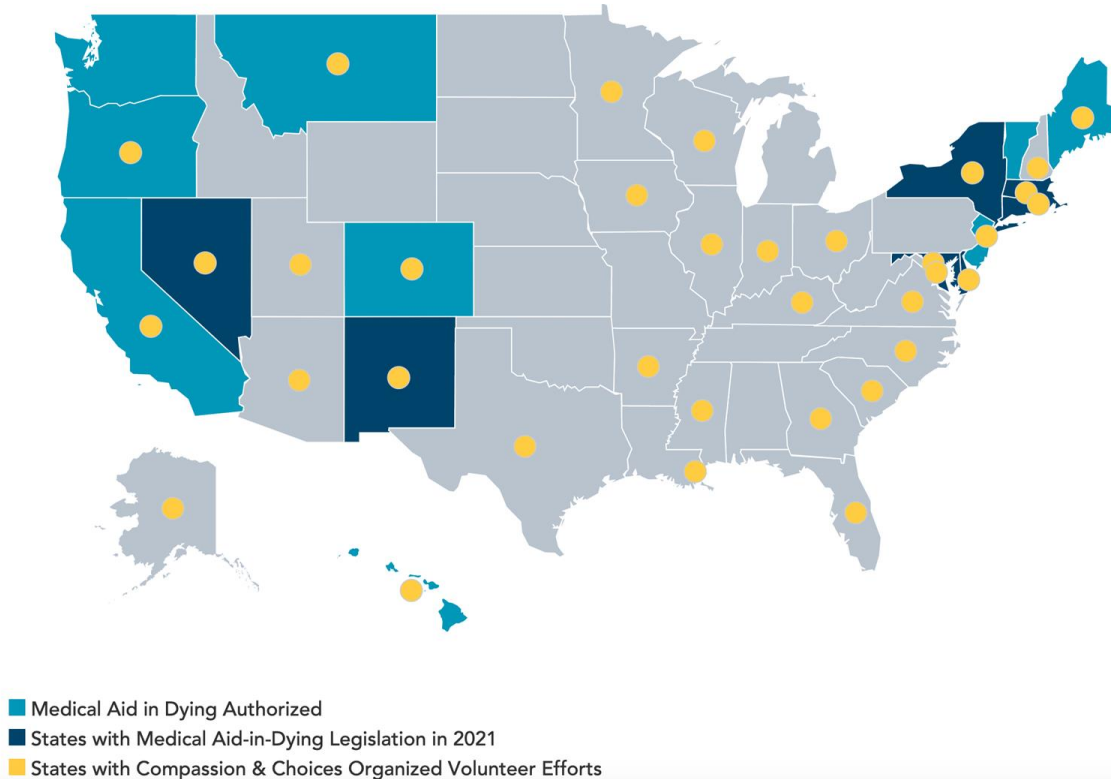 Medical Aid in Dying Authorized
States with Medical Aid-in-Dying Legislation in 2021
States with Compassion & Choices Organized Volunteer Efforts